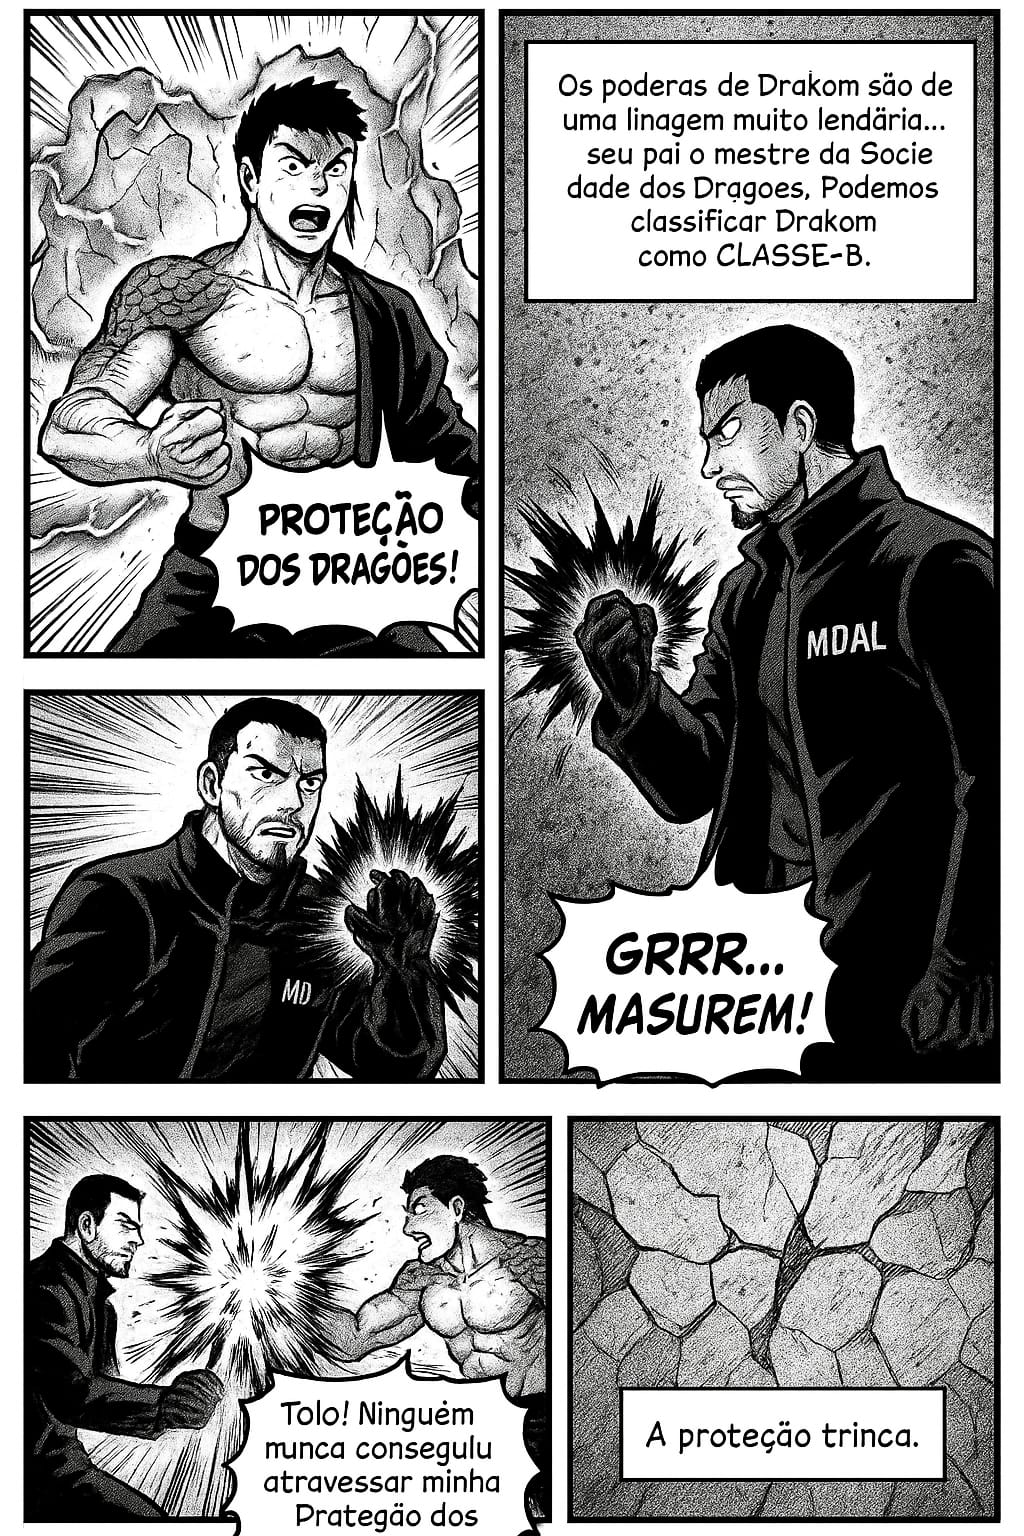 PROTEÇÃO
DOS DRAGÕES!
Os poderas de Drakom são de
uma linagem muito lendäria...
seu pai o mestre da Socie
dade dos Drągoes, Podemos
classificar Drakom
como CLASSE-B.
MDAL
GRRR...
MASUREM!
MD
Tolo! Ninguém
munca consegulu
atravessar minha
Prategão dos
A proteção trinca.